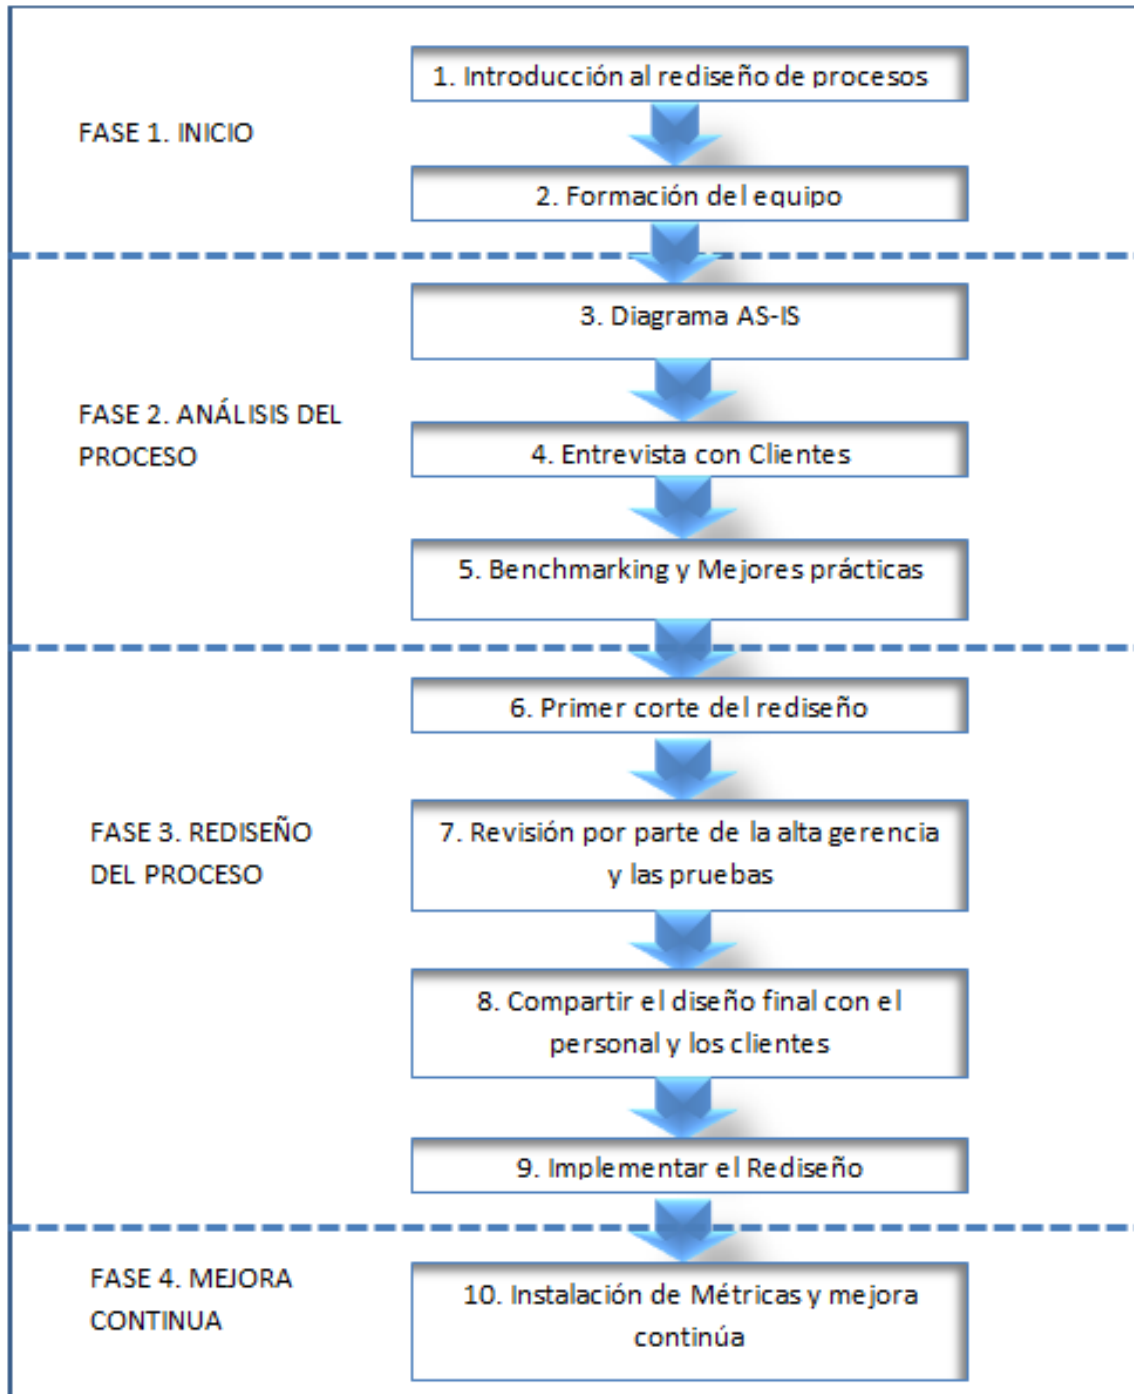 1. Introducción al rediseño de procesos
FASE 1. INICIO
2. Formación del equipo
3. Diagrama AS-IS
FASE 2. ANÁLISIS DEL
PROCESO
4. Entrevista con Clientes
5. Benchmarking y Mejores prácticas
6. Primer corte del rediseño
FASE 3. REDISEÑO
DEL PROCESO
7. Revisión por parte de la alta gerencia
y las pruebas
8. Compartir el diseño final con el
personal y los clientes
9. Implementar el Rediseño
FASE 4. MEJORA
CONTINUA
10. Instalación de Métricas y mejora
continúa